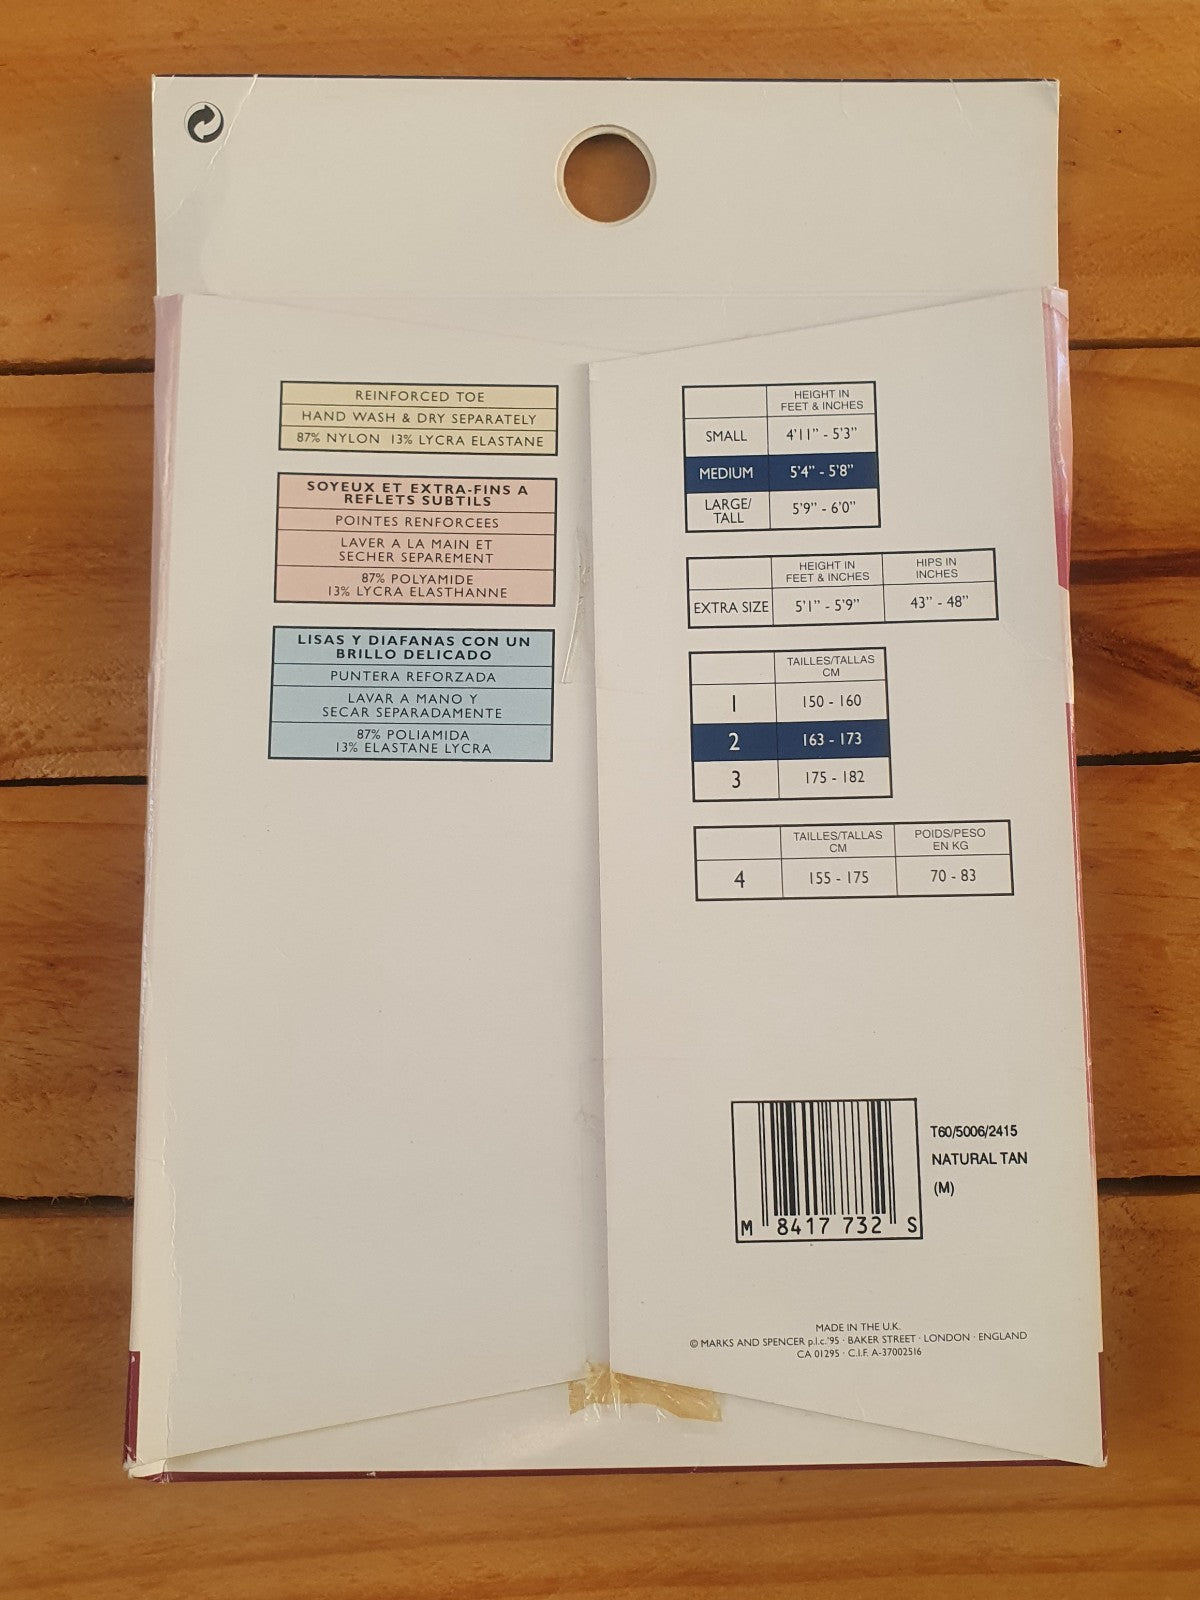 REINFORCED TOE
HAND WASH & DRY SEPARATELY
87% NYLON 13% LYCRA ELASTANE
SOYEUX ET EXTRA-FINS A
REFLETS SUBTILS
POINTES RENFORCEES
LAVER A LA MAIN ET
SECHER SEPAREMENT
87% POLYAMIDE
13% LYCRA ELASTHANNE
LISAS Y DIAFANAS CON UN
BRILLO DELICADO
PUNTERA REFORZADA
LAVAR A MANO Y
SECAR SEPARADAMENTE
87% POLIAMIDA
13% ELASTANE LYCRA
HEIGHT IN
FEET & INCHES
SMALL 4'11" - 5'3"
MEDIUM 5'4" - 5'8"
LARGE/
TALL 5'9" - 6'0"
HEIGHT IN
FEET & INCHES
HIPS IN
INCHES
EXTRA SIZE 5'1" - 5'9" 43" - 48"
TAILLES/TALLAS
CM
1 150 - 160
2 163 - 173
3 175 - 182
TAILLES/TALLAS
CM
POIDS/PESO
EN KG
4 155 - 175 70 - 83
M 8417 732 S
T60/5006/2415
NATURAL TAN
(M)
MADE IN THE U.K.
© MARKS AND SPENCER p.l.c.'95 · BAKER STREET · LONDON · ENGLAND
CA 01295 · C.I.F. A-37002516